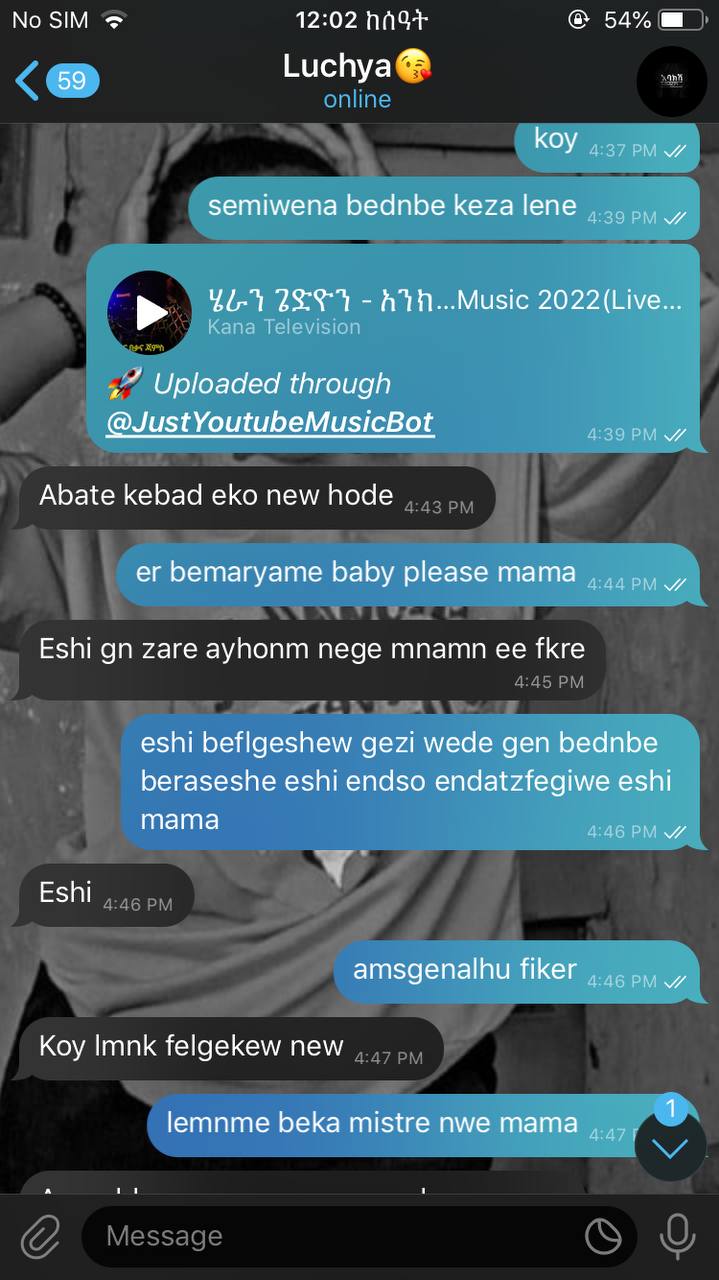 No SIM 12:02 ከሰዓት 54%
59 Luchya😘
online
koy 4:37 PM
semiwena bednbe keza lene 4:39 PM
ሄራን ጌድዮን - አንክ...Music 2022(Live...
Kana Television
🚀 Uploaded through
@JustYoutubeMusicBot 4:39 PM
Abate kebad eko new hode 4:43 PM
er bemaryame baby please mama 4:44 PM
Eshi gn zare ayhonm nege mnamn ee fkre
4:45 PM
eshi beflgeshew gezi wede gen bednbe
beraseshe eshi endso endatzfegiwe eshi
mama 4:46 PM
Eshi 4:46 PM
amsgenalhu fiker 4:46 PM
Koy lmnk felgekew new 4:47 PM
lemnme beka mistre nwe mama 4:47
1
Message